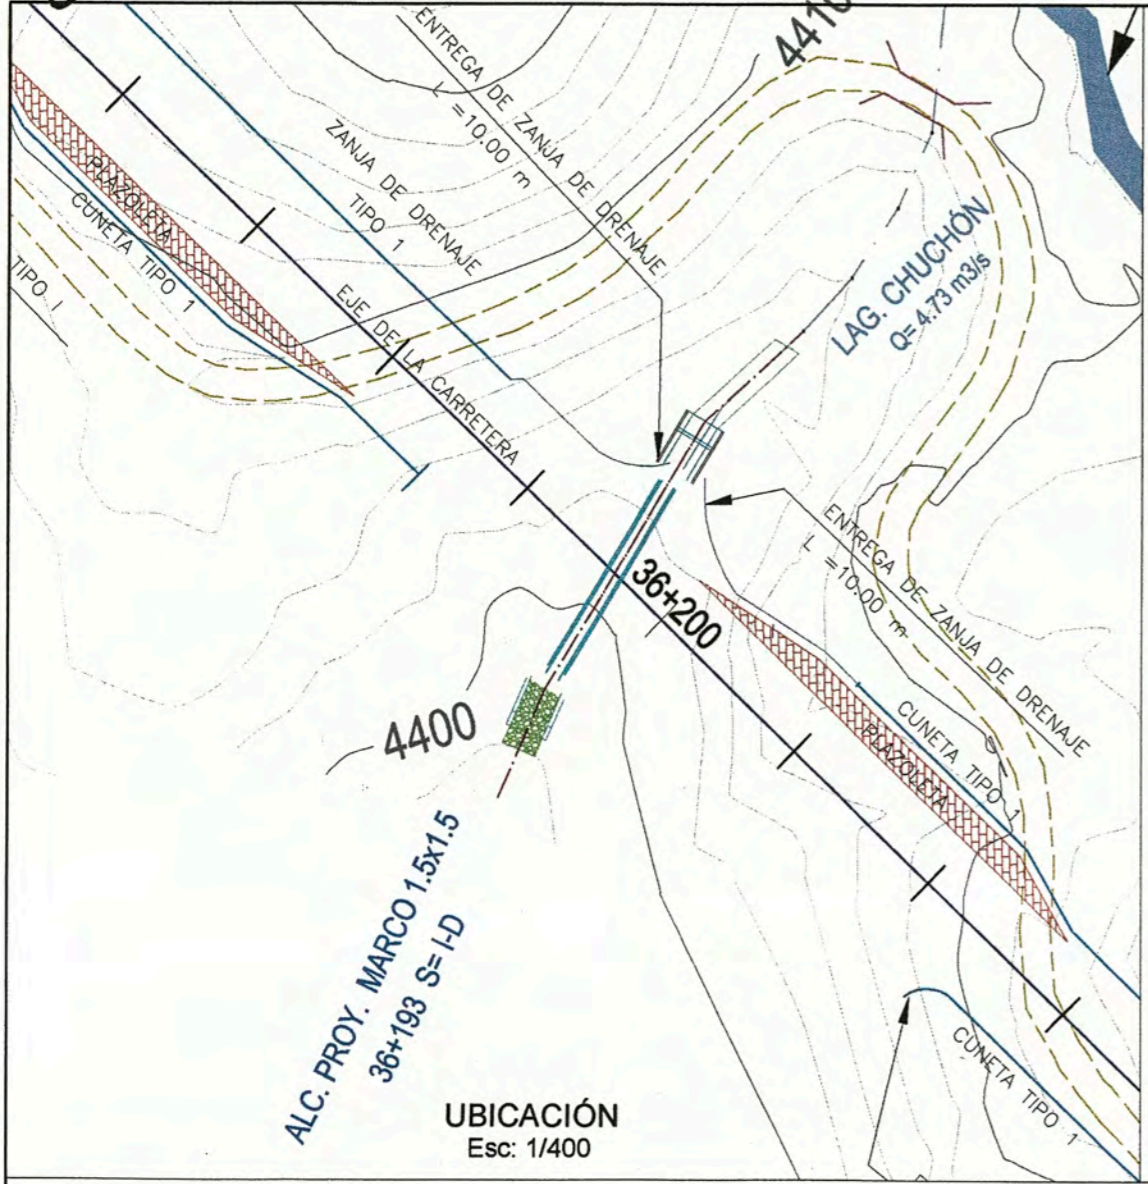 4410
ENTREGA DE ZANJA DE DRENAJE
L =10.00 m
ZANJA DE DRENAJE
TIPO 1
PLAZOLETA
CUNETA TIPO 1
TIPO I
EJE DE LA CARRETERA
LAG. CHUCHÓN
Q= 4.73 m3/s
ENTREGA DE ZANJA DE DRENAJE
L =10.00 m
36+200
CUNETA TIPO 1
PLAZOLETA
4400
ALC. PROY. MARCO 1.5x1.5
36+193 S= I-D
CUNETA TIPO 1
UBICACIÓN
Esc: 1/400